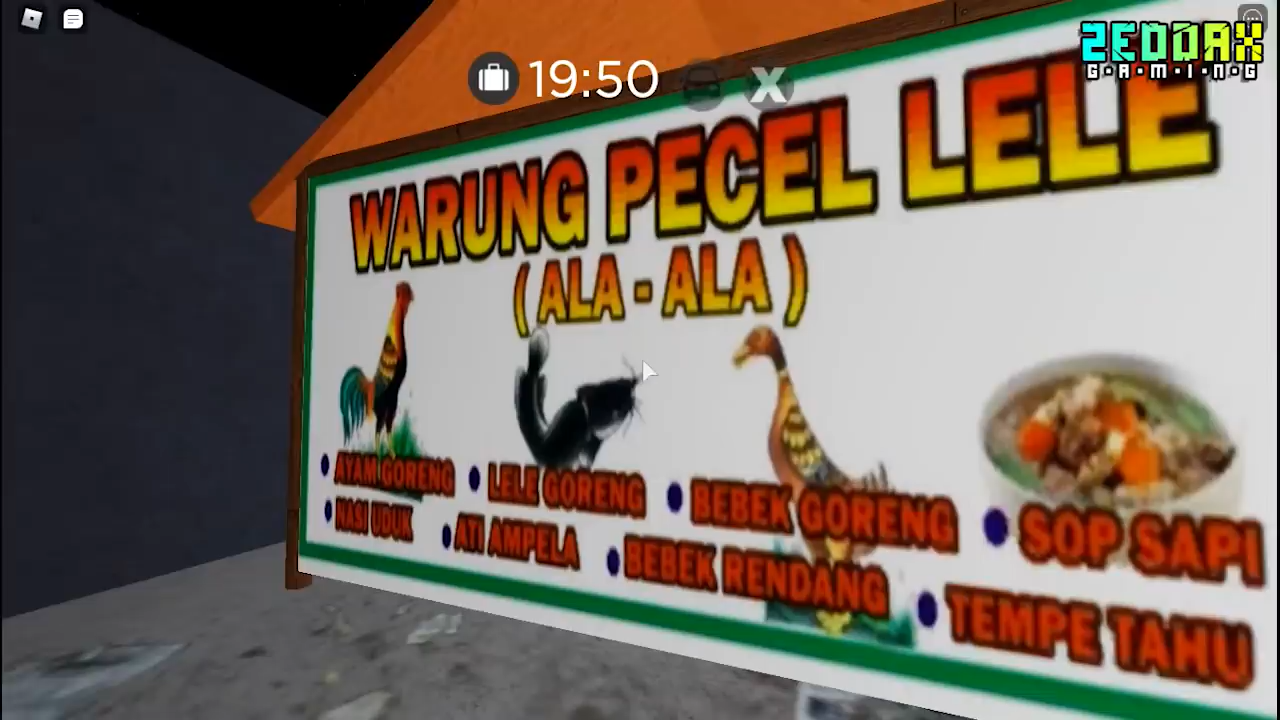 ZEDDAX
G·A·M·I·N·G
19:50
X
WARUNG PECEL LELE
( ALA - ALA )
• AYAM GORENG • LELE GORENG • BEBEK GORENG • SOP SAPI
• NASI UDUK • ATI AMPELA • BEBEK RENDANG • TEMPE TAHU